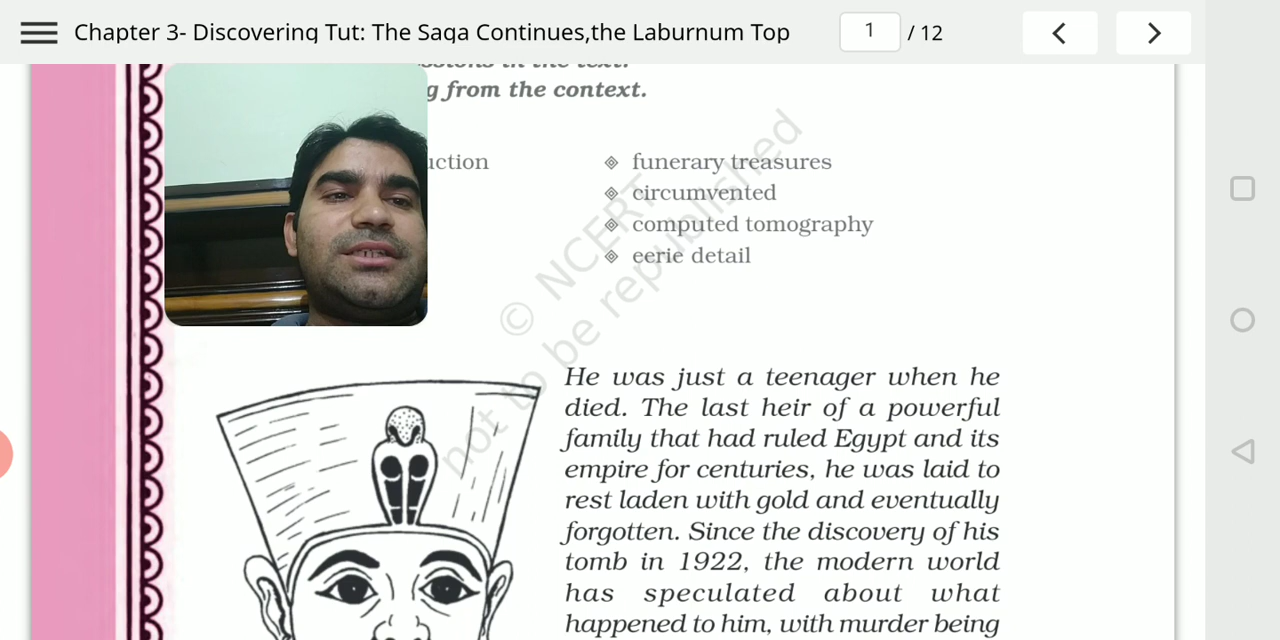 Chapter 3- Discovering Tut: The Saga Continues,the Laburnum Top
1 / 12
in the text.
g from the context.
uction
funerary treasures
circumvented
computed tomography
eerie detail
© NCERT
not to be republished
He was just a teenager when he
died. The last heir of a powerful
family that had ruled Egypt and its
empire for centuries, he was laid to
rest laden with gold and eventually
forgotten. Since the discovery of his
tomb in 1922, the modern world
has speculated about what
happened to him, with murder being